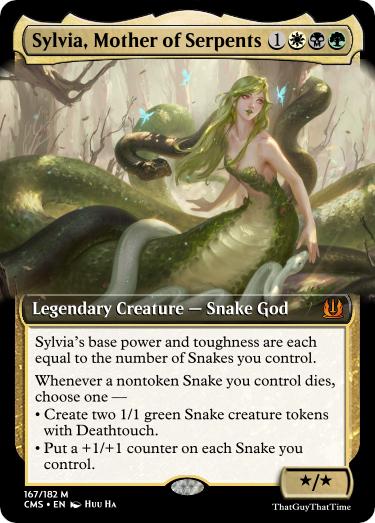 Sylvia, Mother of Serpents 1
Legendary Creature — Snake God
Sylvia's base power and toughness are each
equal to the number of Snakes you control.
Whenever a nontoken Snake you control dies,
choose one —
• Create two 1/1 green Snake creature tokens
with Deathtouch.
• Put a +1/+1 counter on each Snake you
control.
*/*
167/182 M
CMS • EN Huu Ha
ThatGuyThatTime